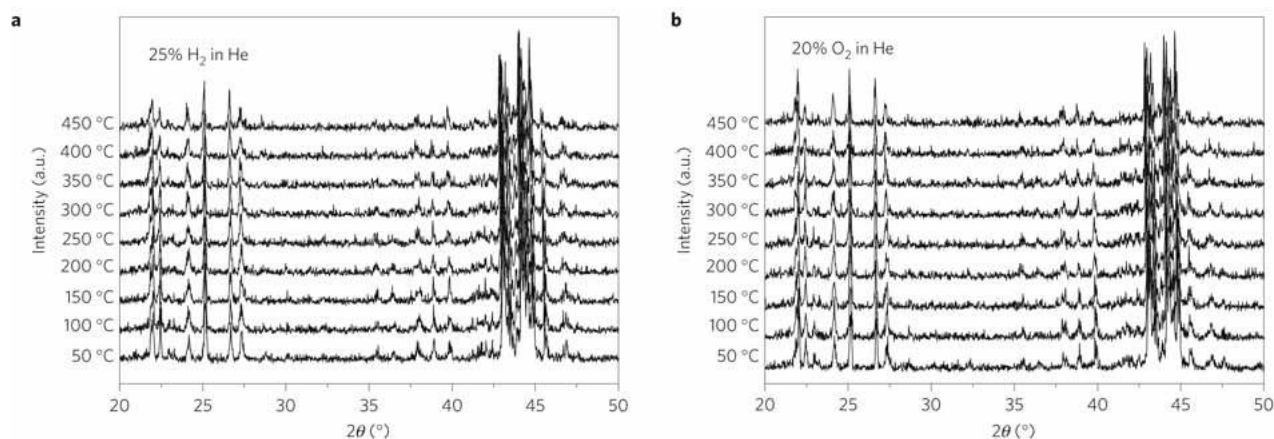 a
25% H₂ in He
Intensity (a.u.)
450 °C
400 °C
350 °C
300 °C
250 °C
200 °C
150 °C
100 °C
50 °C
20 25 30 35 40 45 50
2θ (°)
b
20% O₂ in He
Intensity (a.u.)
450 °C
400 °C
350 °C
300 °C
250 °C
200 °C
150 °C
100 °C
50 °C
20 25 30 35 40 45 50
2θ (°)